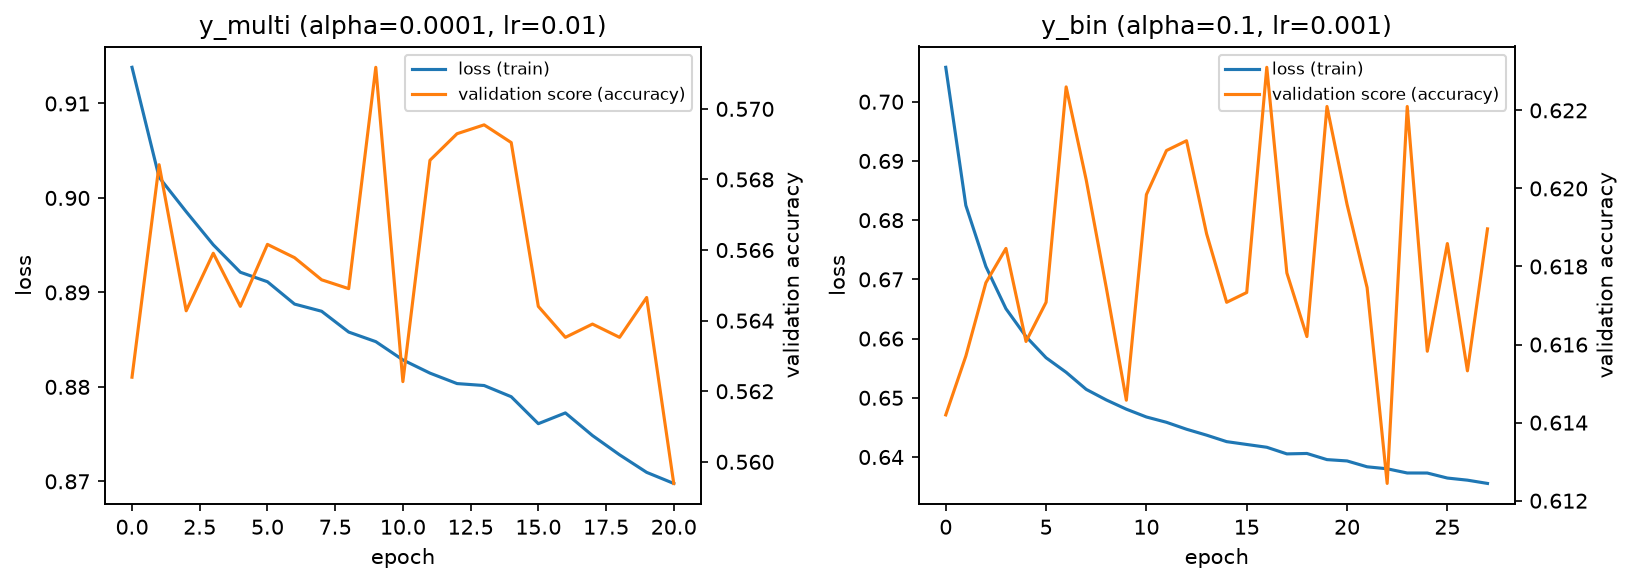 y_multi (alpha=0.0001, lr=0.01)
loss (train)
validation score (accuracy)
0.91
0.90
0.89
0.88
0.87
loss
0.570
0.568
0.566
0.564
0.562
0.560
validation accuracy
0.0 2.5 5.0 7.5 10.0 12.5 15.0 17.5 20.0
epoch
y_bin (alpha=0.1, lr=0.001)
loss (train)
validation score (accuracy)
0.70
0.69
0.68
0.67
0.66
0.65
0.64
loss
0.622
0.620
0.618
0.616
0.614
0.612
validation accuracy
0 5 10 15 20 25
epoch